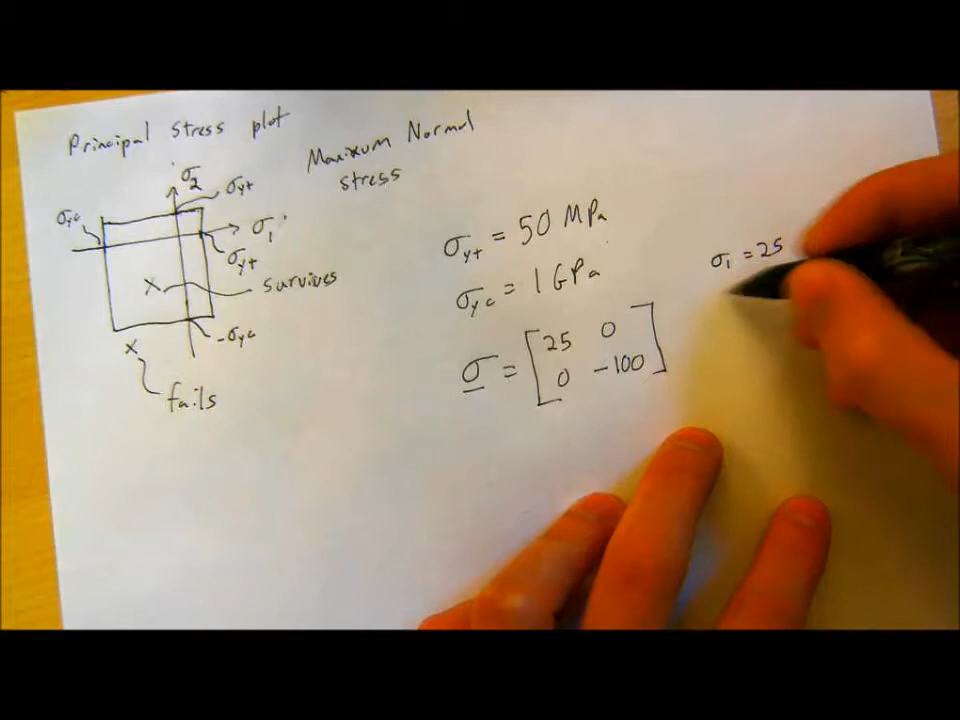 Principal stress plot
Maximum Normal
stress
σ2
σyt
σyc
σ1
σyt
x
survives
-σyc
x
fails
σyt = 50 MPa
σyc = 1 GPa
σ = [25 0
0 -100]
σ1 = 25